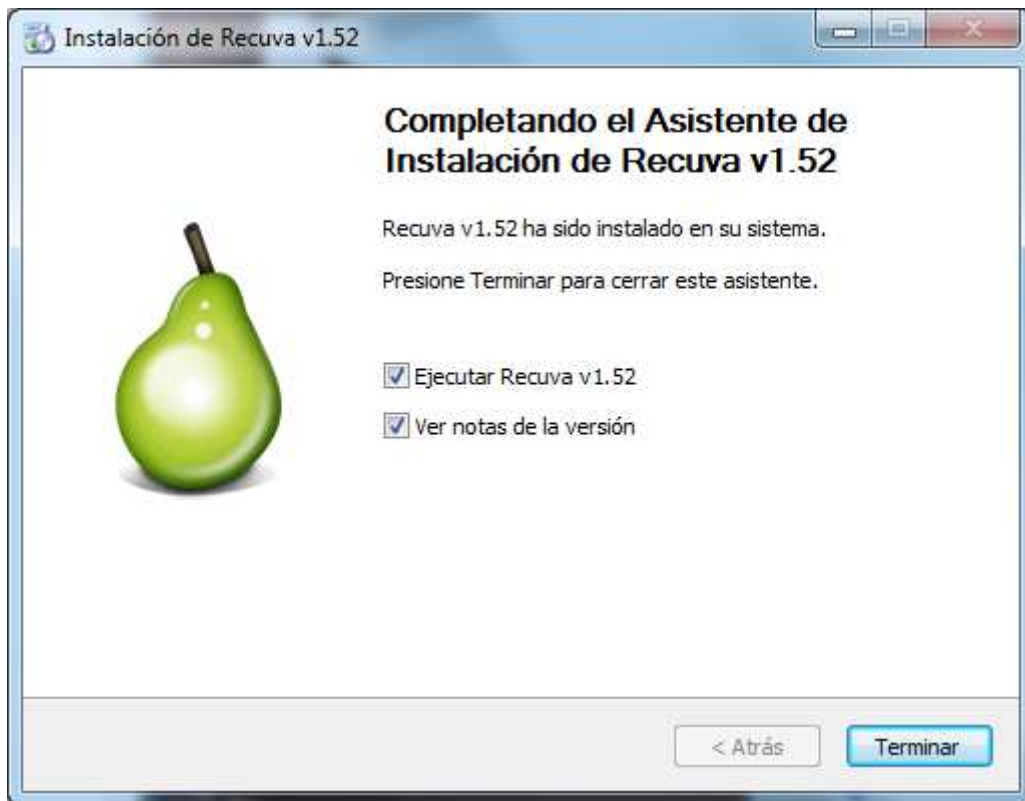 Instalación de Recuva v1.52
Completando el Asistente de
Instalación de Recuva v1.52
Recuva v1.52 ha sido instalado en su sistema.
Presione Terminar para cerrar este asistente.
Ejecutar Recuva v1.52
Ver notas de la versión
< Atrás
Terminar